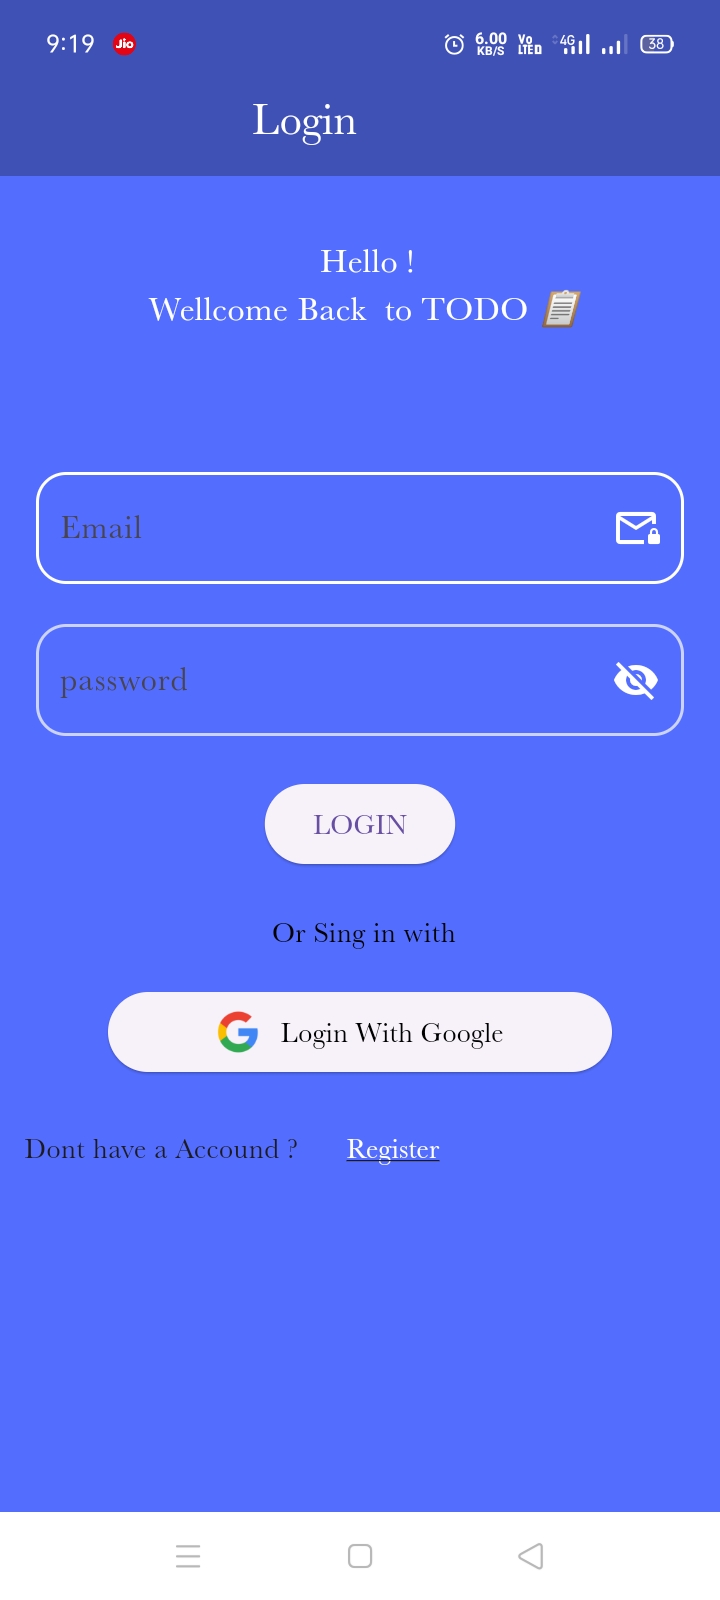 9:19 Jio 6.00 KB/S Vo LTE D 4G 38
Login
Hello !
Wellcome Back to TODO
Email
password
LOGIN
Or Sing in with
Login With Google
Dont have a Accound ? Register